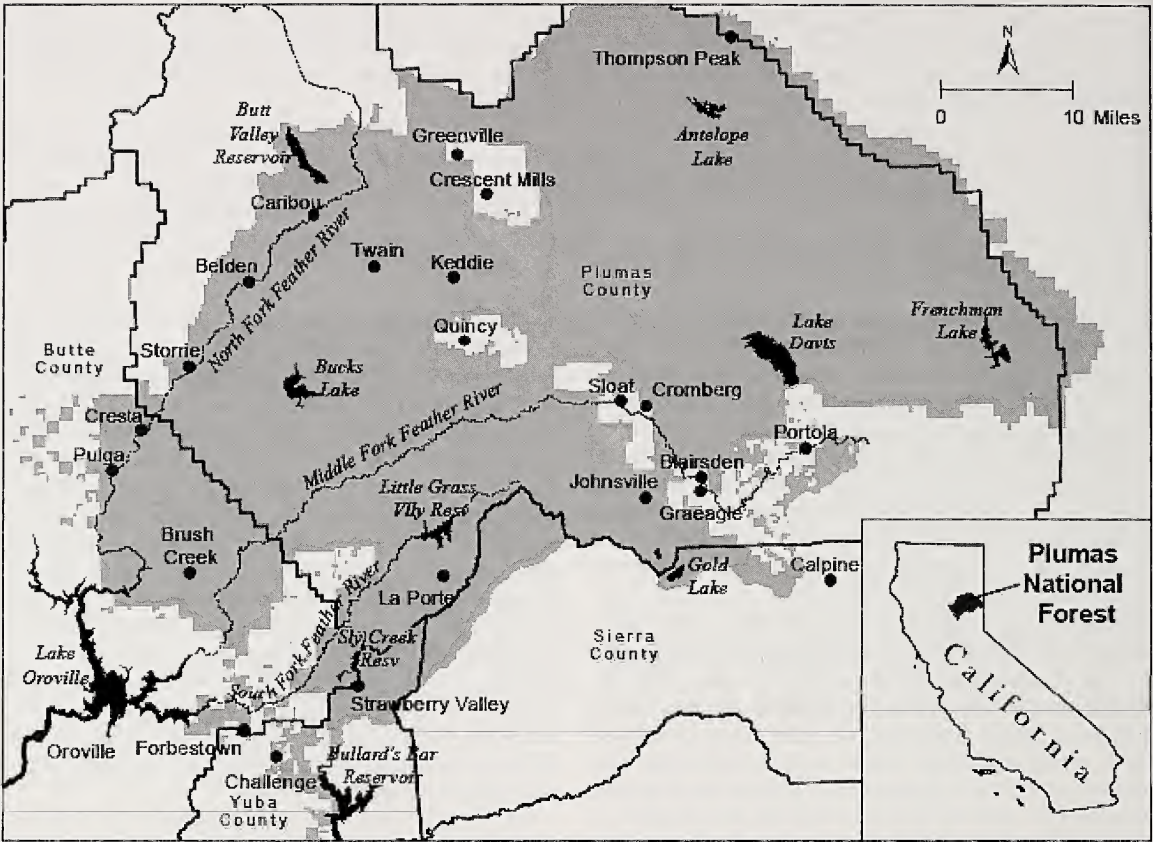 Thompson Peak
N
0
10 Miles
Butt
Valley
Reservoir
Greenville
Antelope
Lake
Crescent Mills
Caribou
Twain
Keddie
Belden
North Fork Feather River
Plumas
County
Frenchman
Lake
Lake
Davis
Quincy
Butte
County
Storrie
Bucks
Lake
Sloat
Cromberg
Cresta
Middle Fork Feather River
Portola
Pulga
Blairsden
Johnsville
Little Grass
Vlly Resv
Graeagle
Brush
Creek
Gold
Lake
Calpine
La Porte
South Fork Feather River
Sly Creek
Resv
Sierra
County
Lake
Oroville
Strawberry Valley
Oroville
Forbestown
Bullard's Bar
Reservoir
Challenge
Yuba
County
Plumas
National
Forest
California